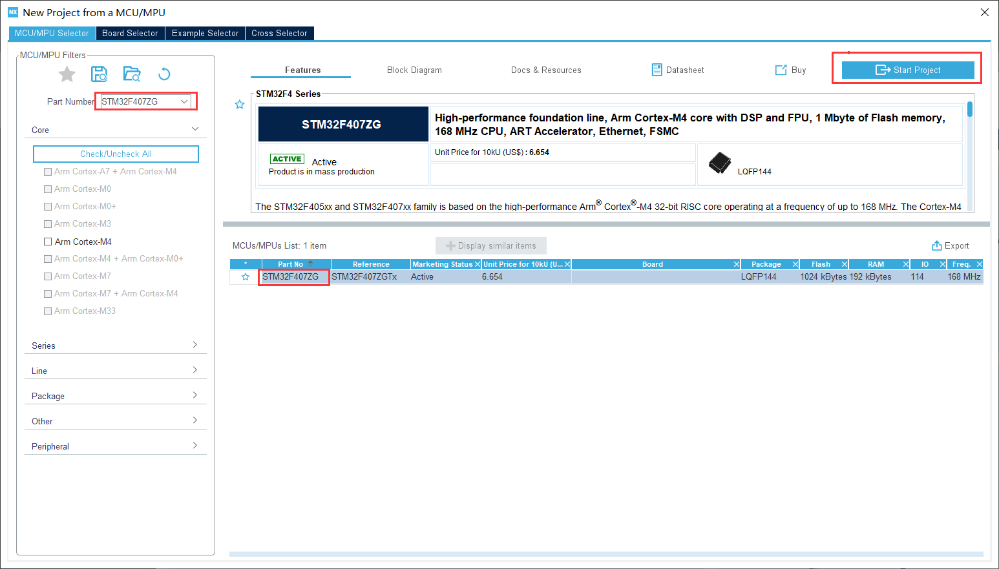 MX New Project from a MCU/MPU
MCU/MPU Selector Board Selector Example Selector Cross Selector
MCU/MPU Filters
Part Number STM32F407ZG
Core
Check/Uncheck All
Arm Cortex-A7 + Arm Cortex-M4
Arm Cortex-M0
Arm Cortex-M0+
Arm Cortex-M3
Arm Cortex-M4
Arm Cortex-M4 + Arm Cortex-M0+
Arm Cortex-M7
Arm Cortex-M7 + Arm Cortex-M4
Arm Cortex-M33
Series
Line
Package
Other
Peripheral
Features Block Diagram Docs & Resources Datasheet Buy Start Project
STM32F4 Series
STM32F407ZG
High-performance foundation line, Arm Cortex-M4 core with DSP and FPU, 1 Mbyte of Flash memory,
168 MHz CPU, ART Accelerator, Ethernet, FSMC
ACTIVE Active
Product is in mass production
Unit Price for 10kU (US$) : 6.654
LQFP144
The STM32F405xx and STM32F407xx family is based on the high-performance Arm® Cortex®-M4 32-bit RISC core operating at a frequency of up to 168 MHz. The Cortex-M4
MCUs/MPUs List: 1 item Display similar items Export
* Part No Reference Marketing Status Unit Price for 10kU (U... Board Package Flash RAM IO Freq.
STM32F407ZG STM32F407ZGTx Active 6.654 LQFP144 1024 kBytes 192 kBytes 114 168 MHz